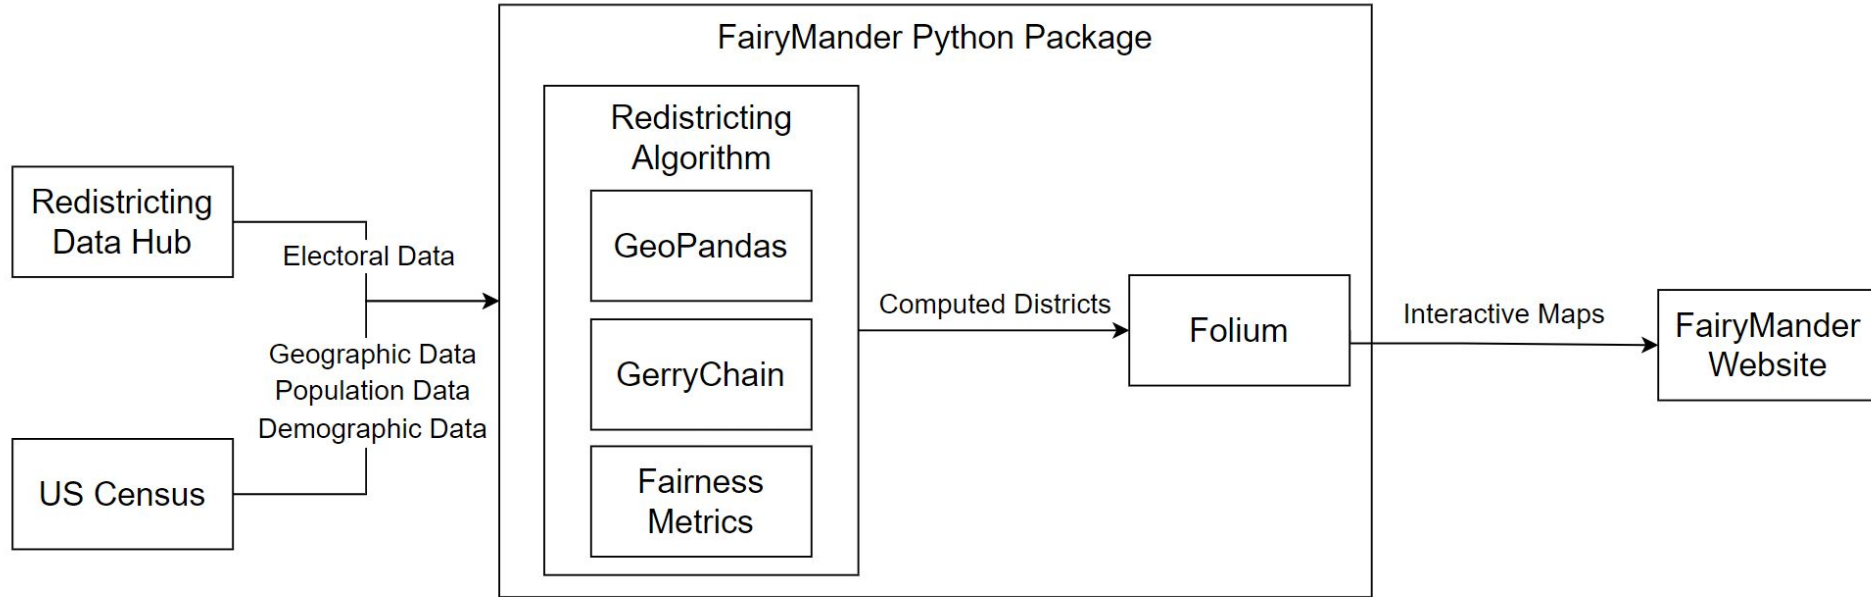 FairyMander Python Package
Redistricting
Algorithm
Redistricting
Data Hub
Electoral Data
GeoPandas
Computed Districts
Folium
Interactive Maps
FairyMander
Website
Geographic Data
Population Data
Demographic Data
GerryChain
US Census
Fairness
Metrics